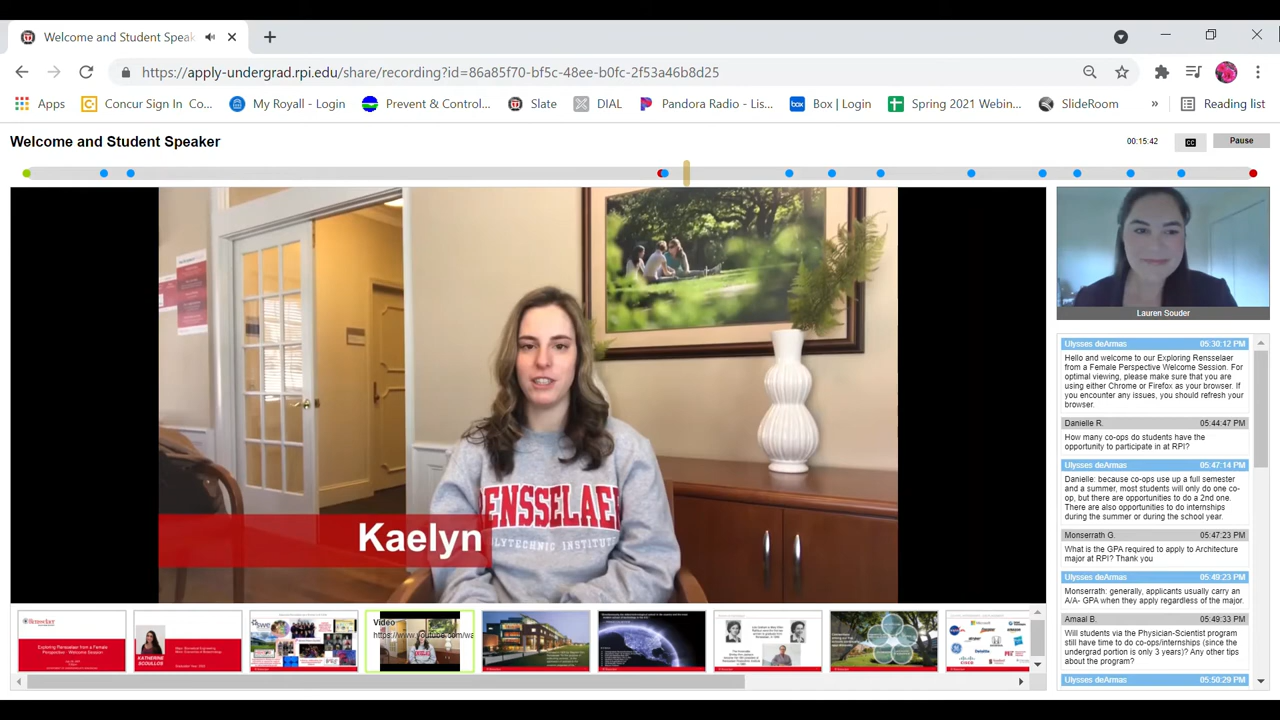 Welcome and Student Speak
https://apply-undergrad.rpi.edu/share/recording?id=86a85f70-bf5c-48ee-b0fc-2f53a46b8d25
Apps
Concur Sign In Co...
My Royall - Login
Prevent & Control...
Slate
DIAL
Pandora Radio - Lis...
Box | Login
Spring 2021 Webin...
SlideRoom
»
Reading list
Welcome and Student Speaker
00:15:42
CC
Pause
ENSSELAE
OLYTECHNIC INSTITU
Kaelyn
Lauren Souder
Ulysses deArmas 05:30:12 PM
Hello and welcome to our Exploring Rensselaer
from a Female Perspective Welcome Session. For
optimal viewing, please make sure that you are
using either Chrome or Firefox as your browser. If
you encounter any issues, you should refresh your
browser.
Danielle R. 05:44:47 PM
How many co-ops do students have the
opportunity to participate in at RPI?
Ulysses deArmas 05:47:14 PM
Danielle: because co-ops use up a full semester
and a summer, most students will only do one co-
op, but there are opportunities to do a 2nd one.
There are also opportunities to do internships
during the summer or during the school year.
Monserrath G. 05:47:23 PM
What is the GPA required to apply to Architecture
major at RPI? Thank you
Ulysses deArmas 05:49:23 PM
Monserrath: generally, applicants usually carry an
A/A- GPA when they apply regardless of the major.
Amaal B. 05:49:33 PM
Will students via the Physician-Scientist program
still have time to do co-ops/internships (since the
undergrad portion is only 3 years)? Any other tips
about the program?
Ulysses deArmas 05:50:29 PM
Rensselaer
Exploring Rensselaer from a Female
Perspective - Welcome Session
KATHERINE
SCOULLOS
Video
https://www.youtube.com/wa